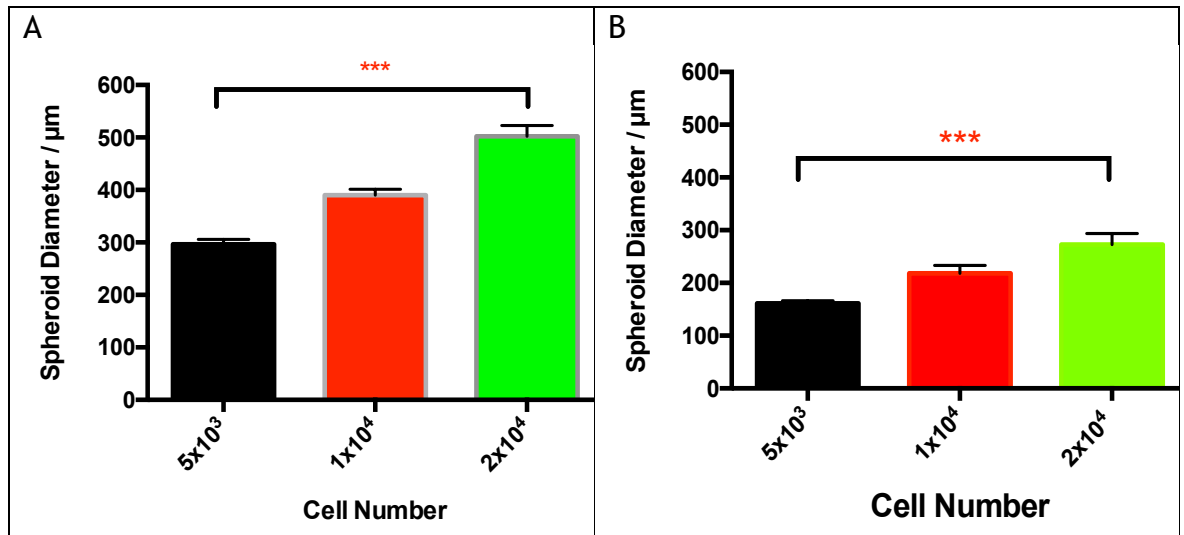 A
***
600
500
400
300
200
100
0
Spheroid Diameter / µm
5x10³
1x10⁴
2x10⁴
Cell Number
B
***
600
500
400
300
200
100
0
Spheroid Diameter / µm
5x10³
1x10⁴
2x10⁴
Cell Number